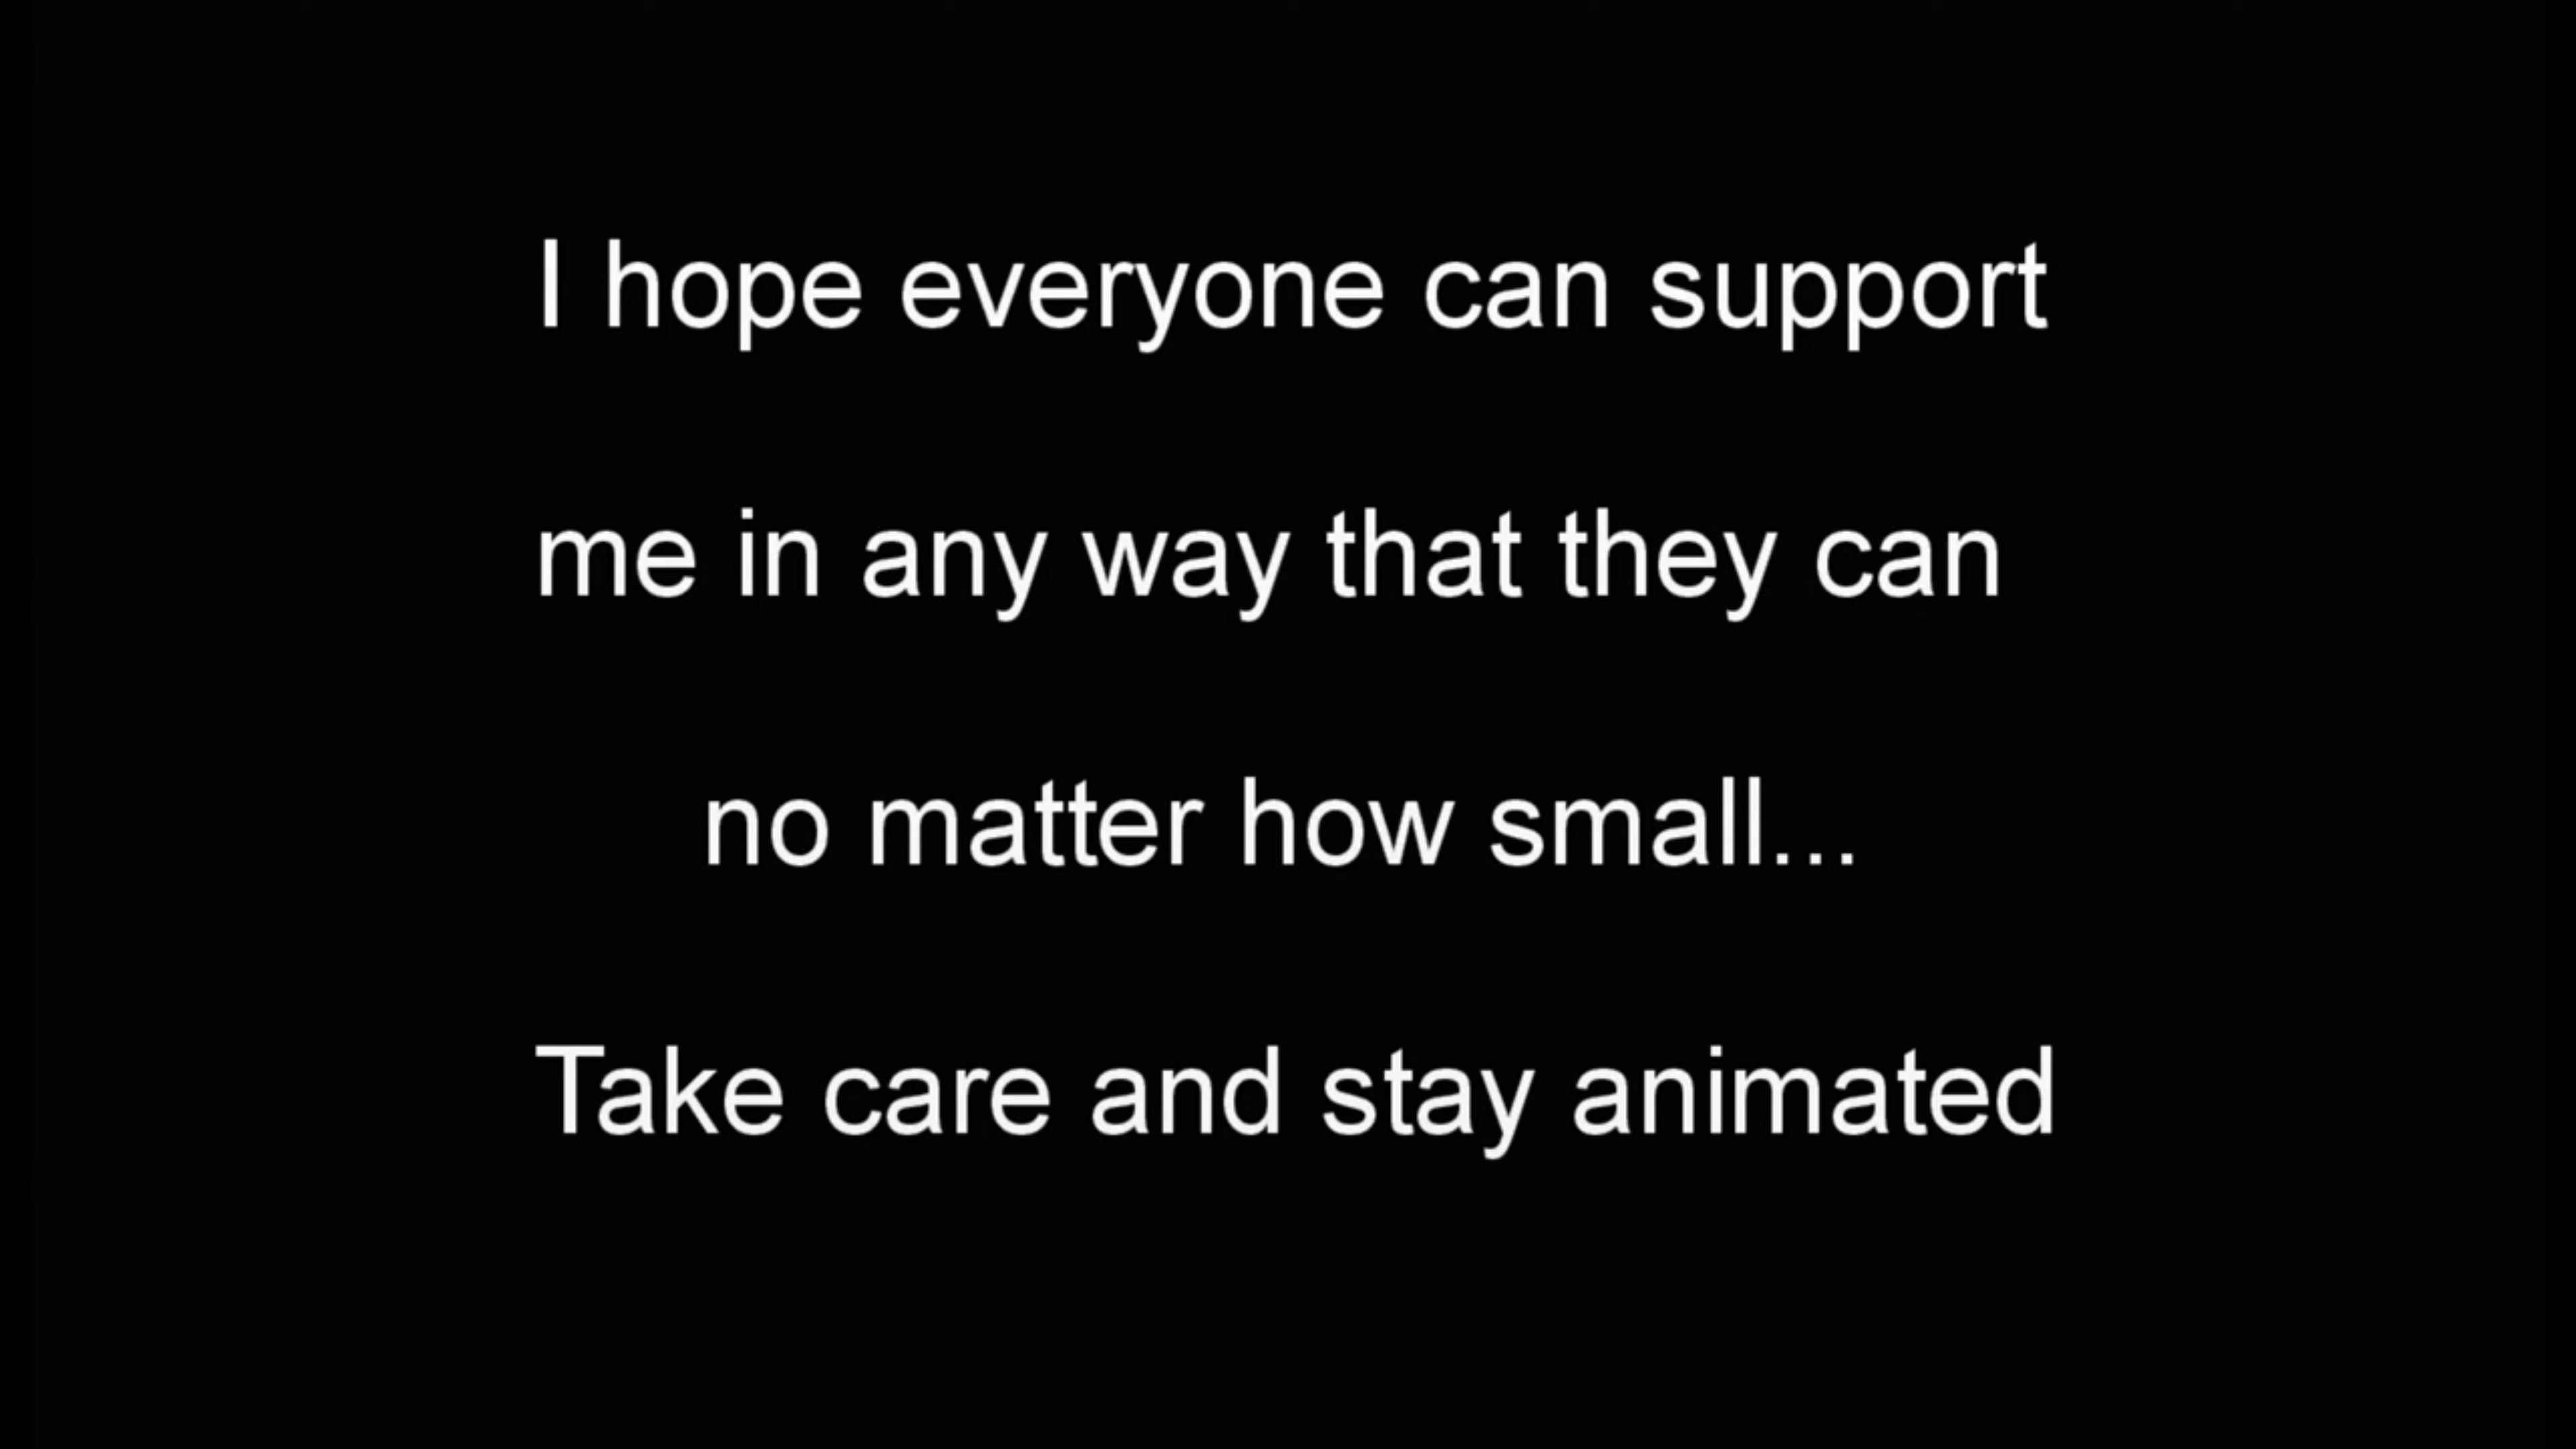 I hope everyone can support
me in any way that they can
no matter how small...
Take care and stay animated